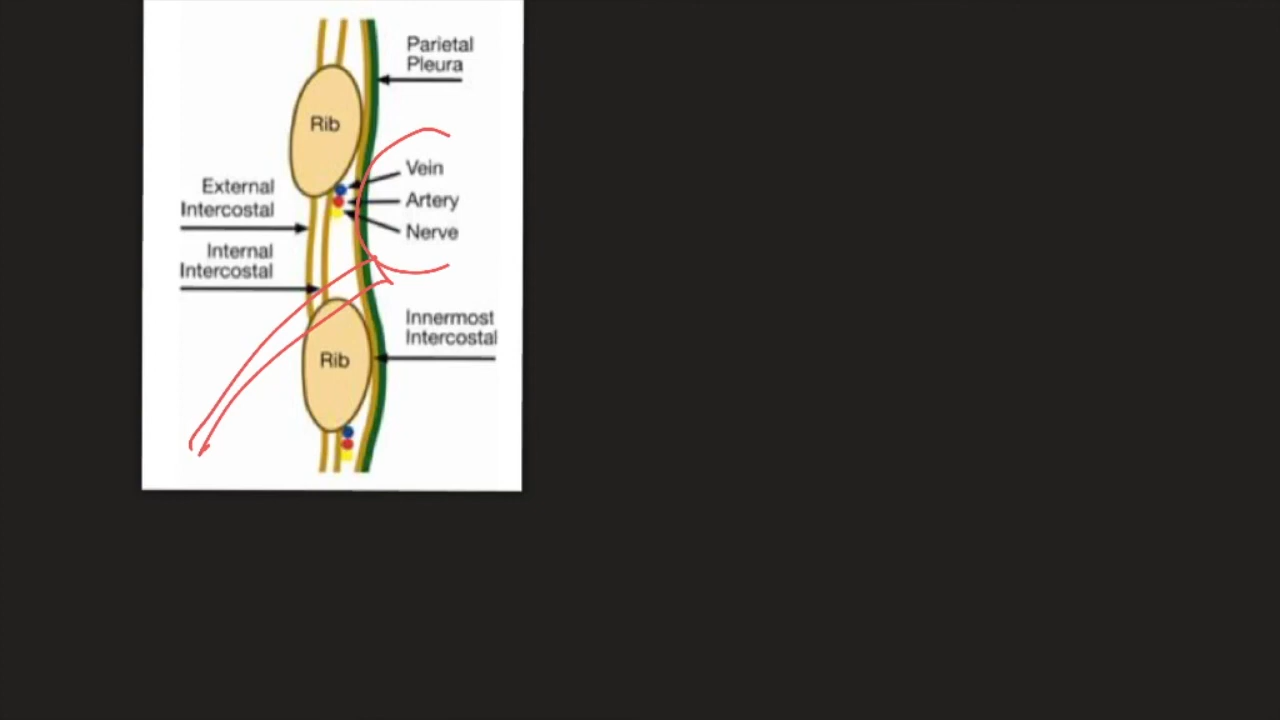 Parietal
Pleura
Rib
Vein
External
Intercostal
Artery
Nerve
Internal
Intercostal
Innermost
Intercostal
Rib